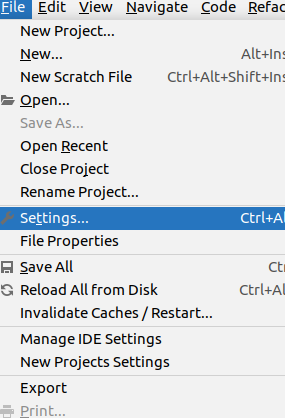 File Edit View Navigate Code Refac
New Project...
New... Alt+Ins
New Scratch File Ctrl+Alt+Shift+Ins
Open...
Save As...
Open Recent
Close Project
Rename Project...
Settings... Ctrl+Al
File Properties
Save All Ct
Reload All from Disk Ctrl+Al
Invalidate Caches / Restart...
Manage IDE Settings
New Projects Settings
Export
Print...